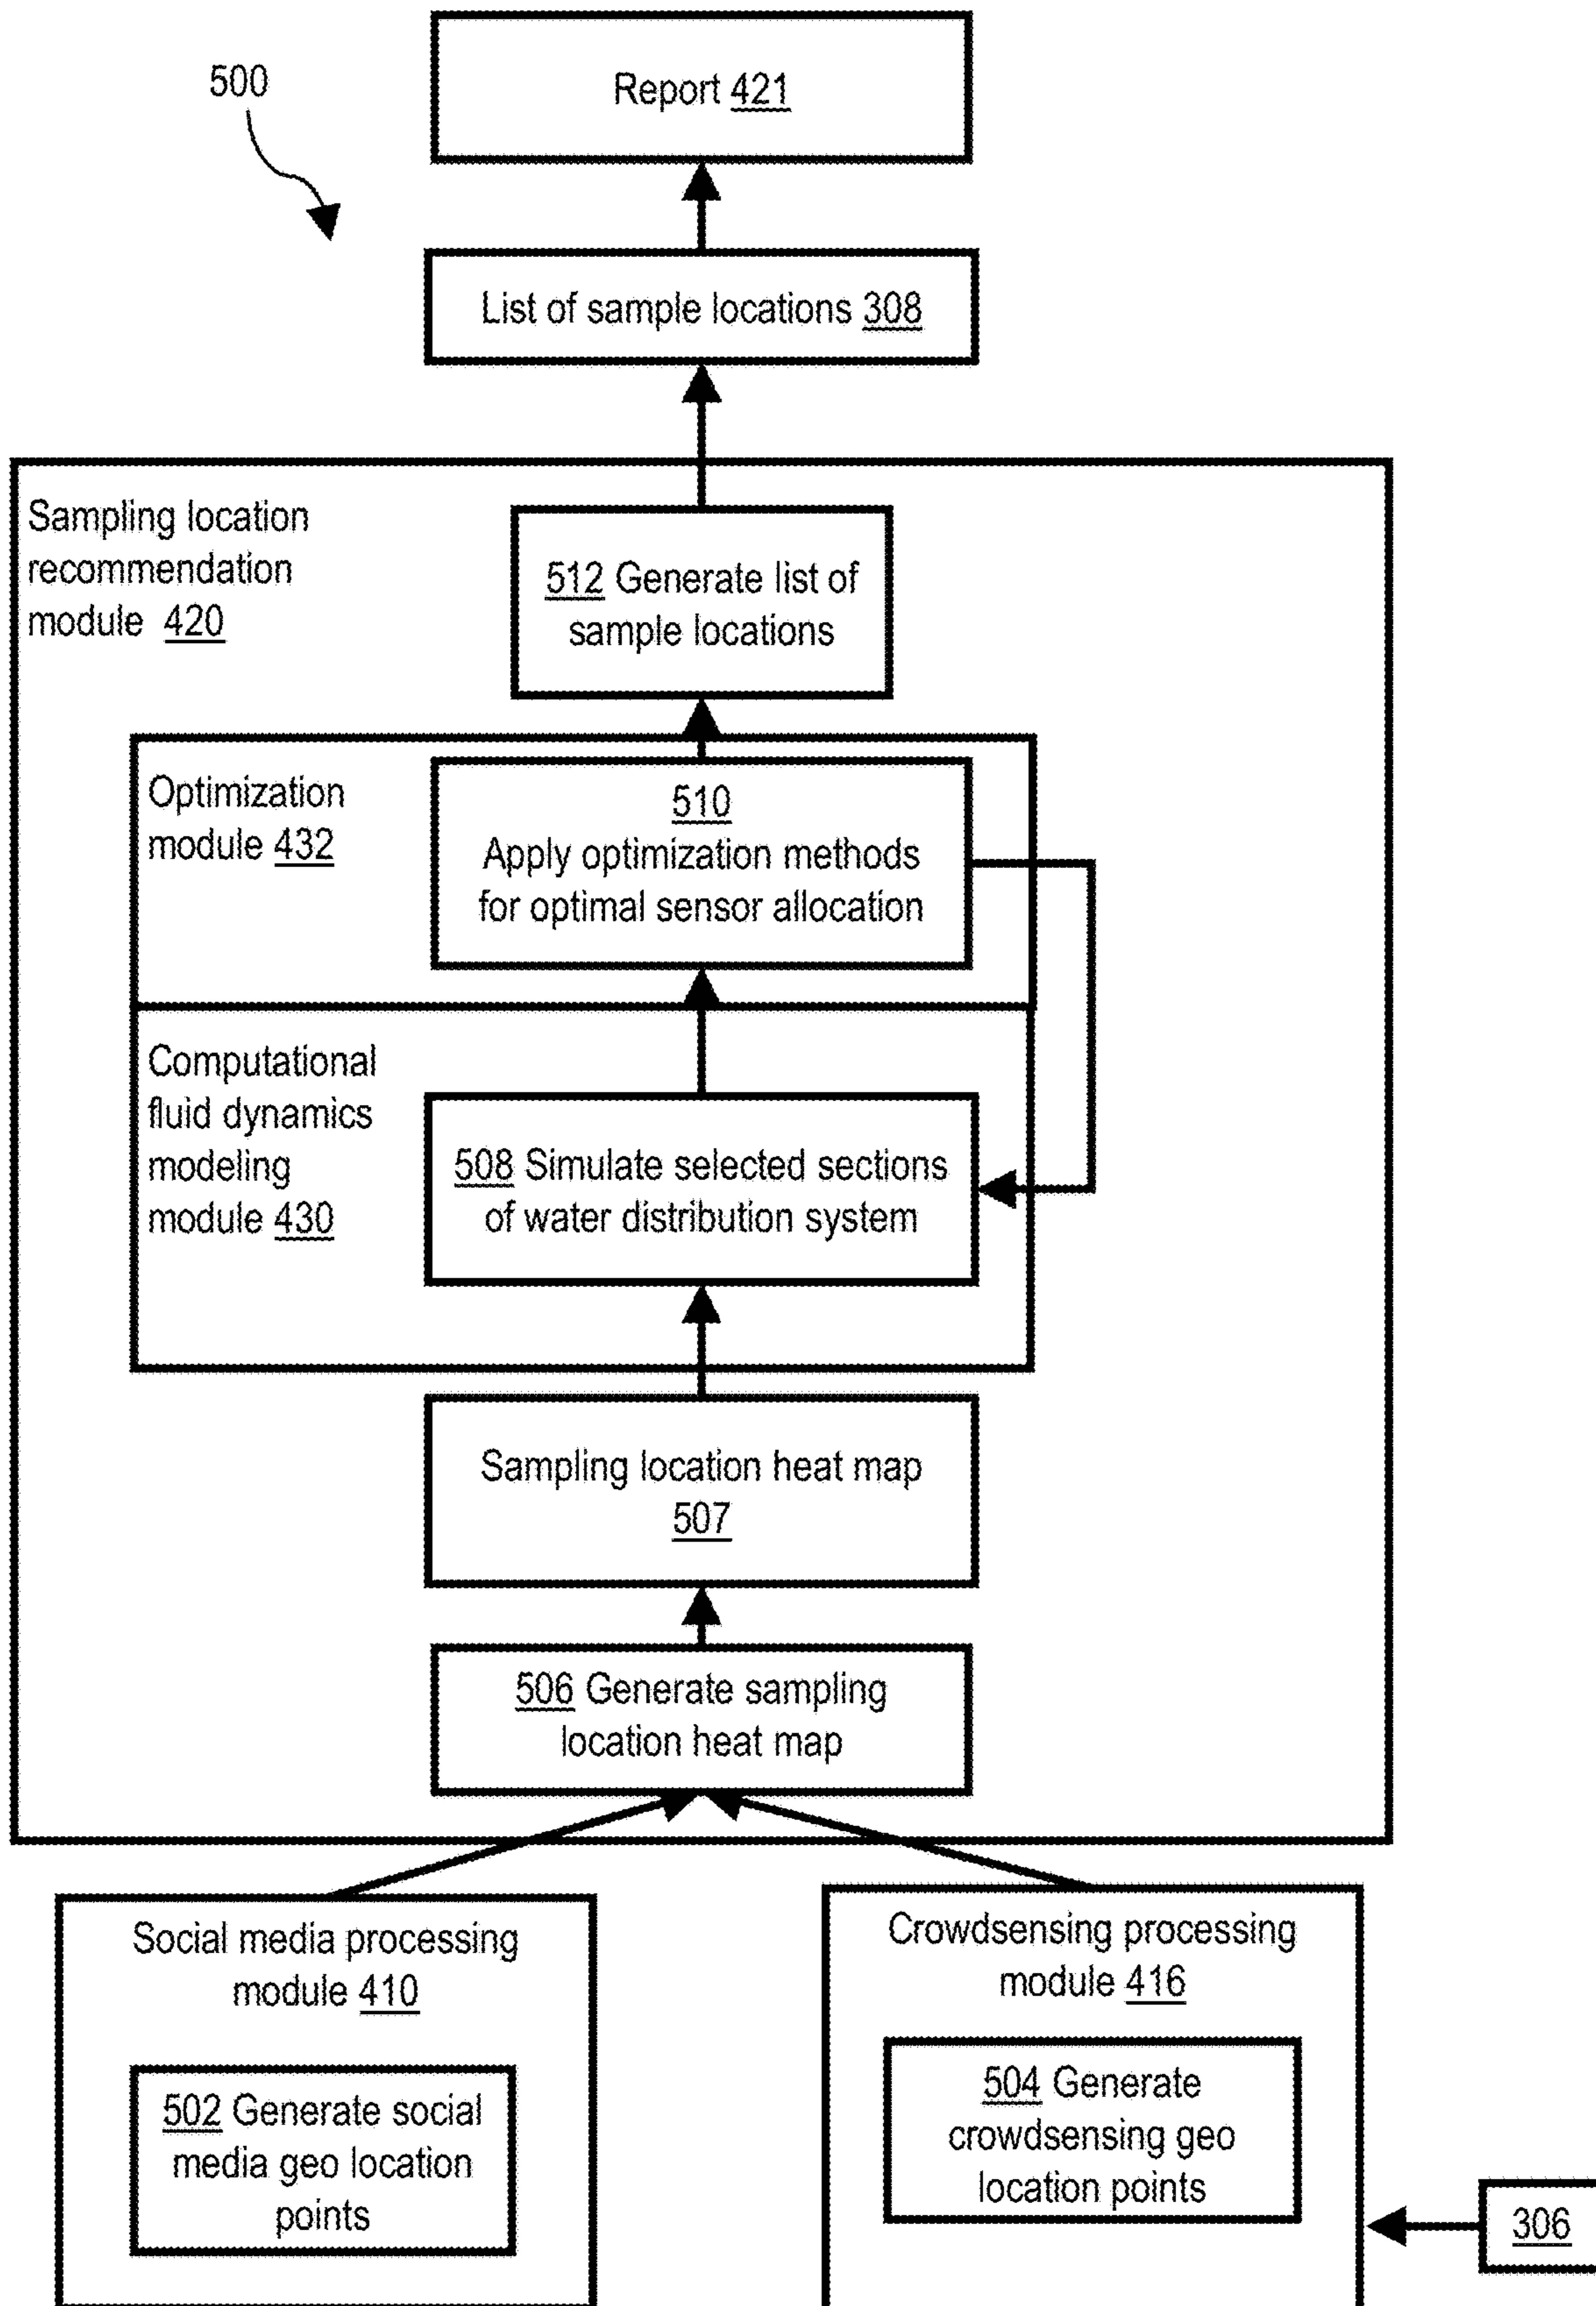 500
Report 421
List of sample locations 308
Sampling location
recommendation
module 420
512 Generate list of
sample locations
Optimization
module 432
510
Apply optimization methods
for optimal sensor allocation
Computational
fluid dynamics
modeling
module 430
508 Simulate selected sections
of water distribution system
Sampling location heat map
507
506 Generate sampling
location heat map
Social media processing
module 410
502 Generate social
media geo location
points
Crowdsensing processing
module 416
504 Generate
crowdsensing geo
location points
306